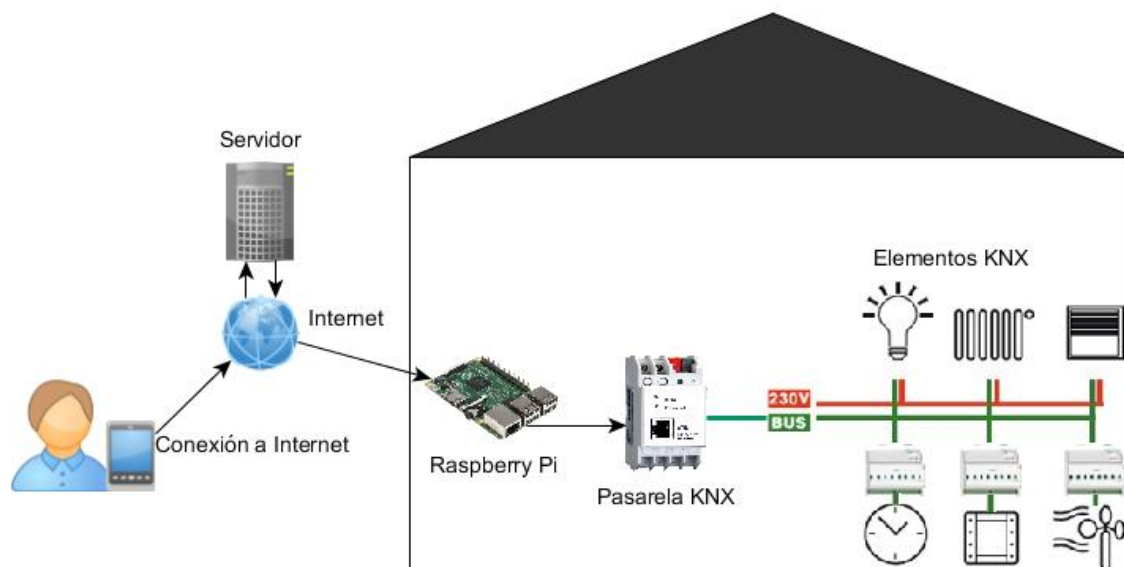 Servidor
Internet
Conexión a Internet
Raspberry Pi
Pasarela KNX
Elementos KNX
230V
BUS